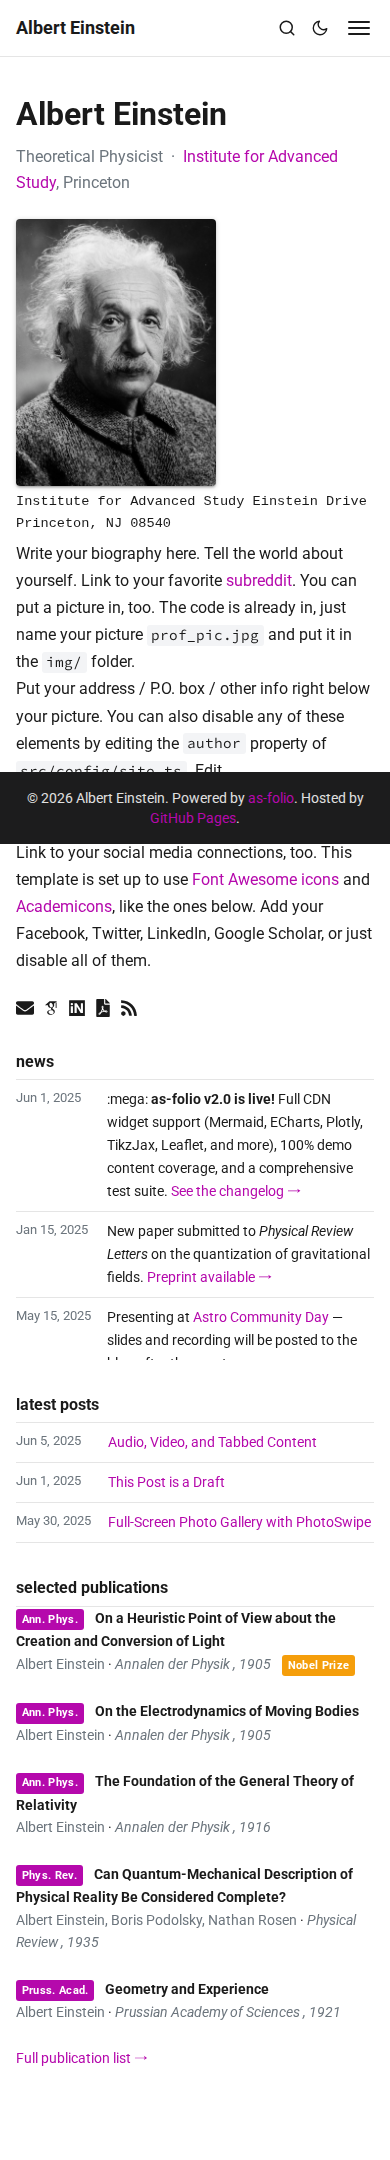 Albert Einstein
Albert Einstein
Theoretical Physicist · Institute for Advanced
Study, Princeton
Institute for Advanced Study Einstein Drive
Princeton, NJ 08540
Write your biography here. Tell the world about
yourself. Link to your favorite subreddit. You can
put a picture in, too. The code is already in, just
name your picture prof_pic.jpg and put it in
the img/ folder.
Put your address / P.O. box / other info right below
your picture. You can also disable any of these
elements by editing the author property of
src/config/site.ts. Edit
© 2026 Albert Einstein. Powered by as-folio. Hosted by
GitHub Pages.
Link to your social media connections, too. This
template is set up to use Font Awesome icons and
Academicons, like the ones below. Add your
Facebook, Twitter, LinkedIn, Google Scholar, or just
disable all of them.
news
Jun 1, 2025 :mega: as-folio v2.0 is live! Full CDN
widget support (Mermaid, ECharts, Plotly,
TikzJax, Leaflet, and more), 100% demo
content coverage, and a comprehensive
test suite. See the changelog →
Jan 15, 2025 New paper submitted to Physical Review
Letters on the quantization of gravitational
fields. Preprint available →
May 15, 2025 Presenting at Astro Community Day —
slides and recording will be posted to the
latest posts
Jun 5, 2025 Audio, Video, and Tabbed Content
Jun 1, 2025 This Post is a Draft
May 30, 2025 Full-Screen Photo Gallery with PhotoSwipe
selected publications
Ann. Phys. On a Heuristic Point of View about the
Creation and Conversion of Light
Albert Einstein · Annalen der Physik , 1905 Nobel Prize
Ann. Phys. On the Electrodynamics of Moving Bodies
Albert Einstein · Annalen der Physik , 1905
Ann. Phys. The Foundation of the General Theory of
Relativity
Albert Einstein · Annalen der Physik , 1916
Phys. Rev. Can Quantum-Mechanical Description of
Physical Reality Be Considered Complete?
Albert Einstein, Boris Podolsky, Nathan Rosen · Physical
Review , 1935
Pruss. Acad. Geometry and Experience
Albert Einstein · Prussian Academy of Sciences , 1921
Full publication list →